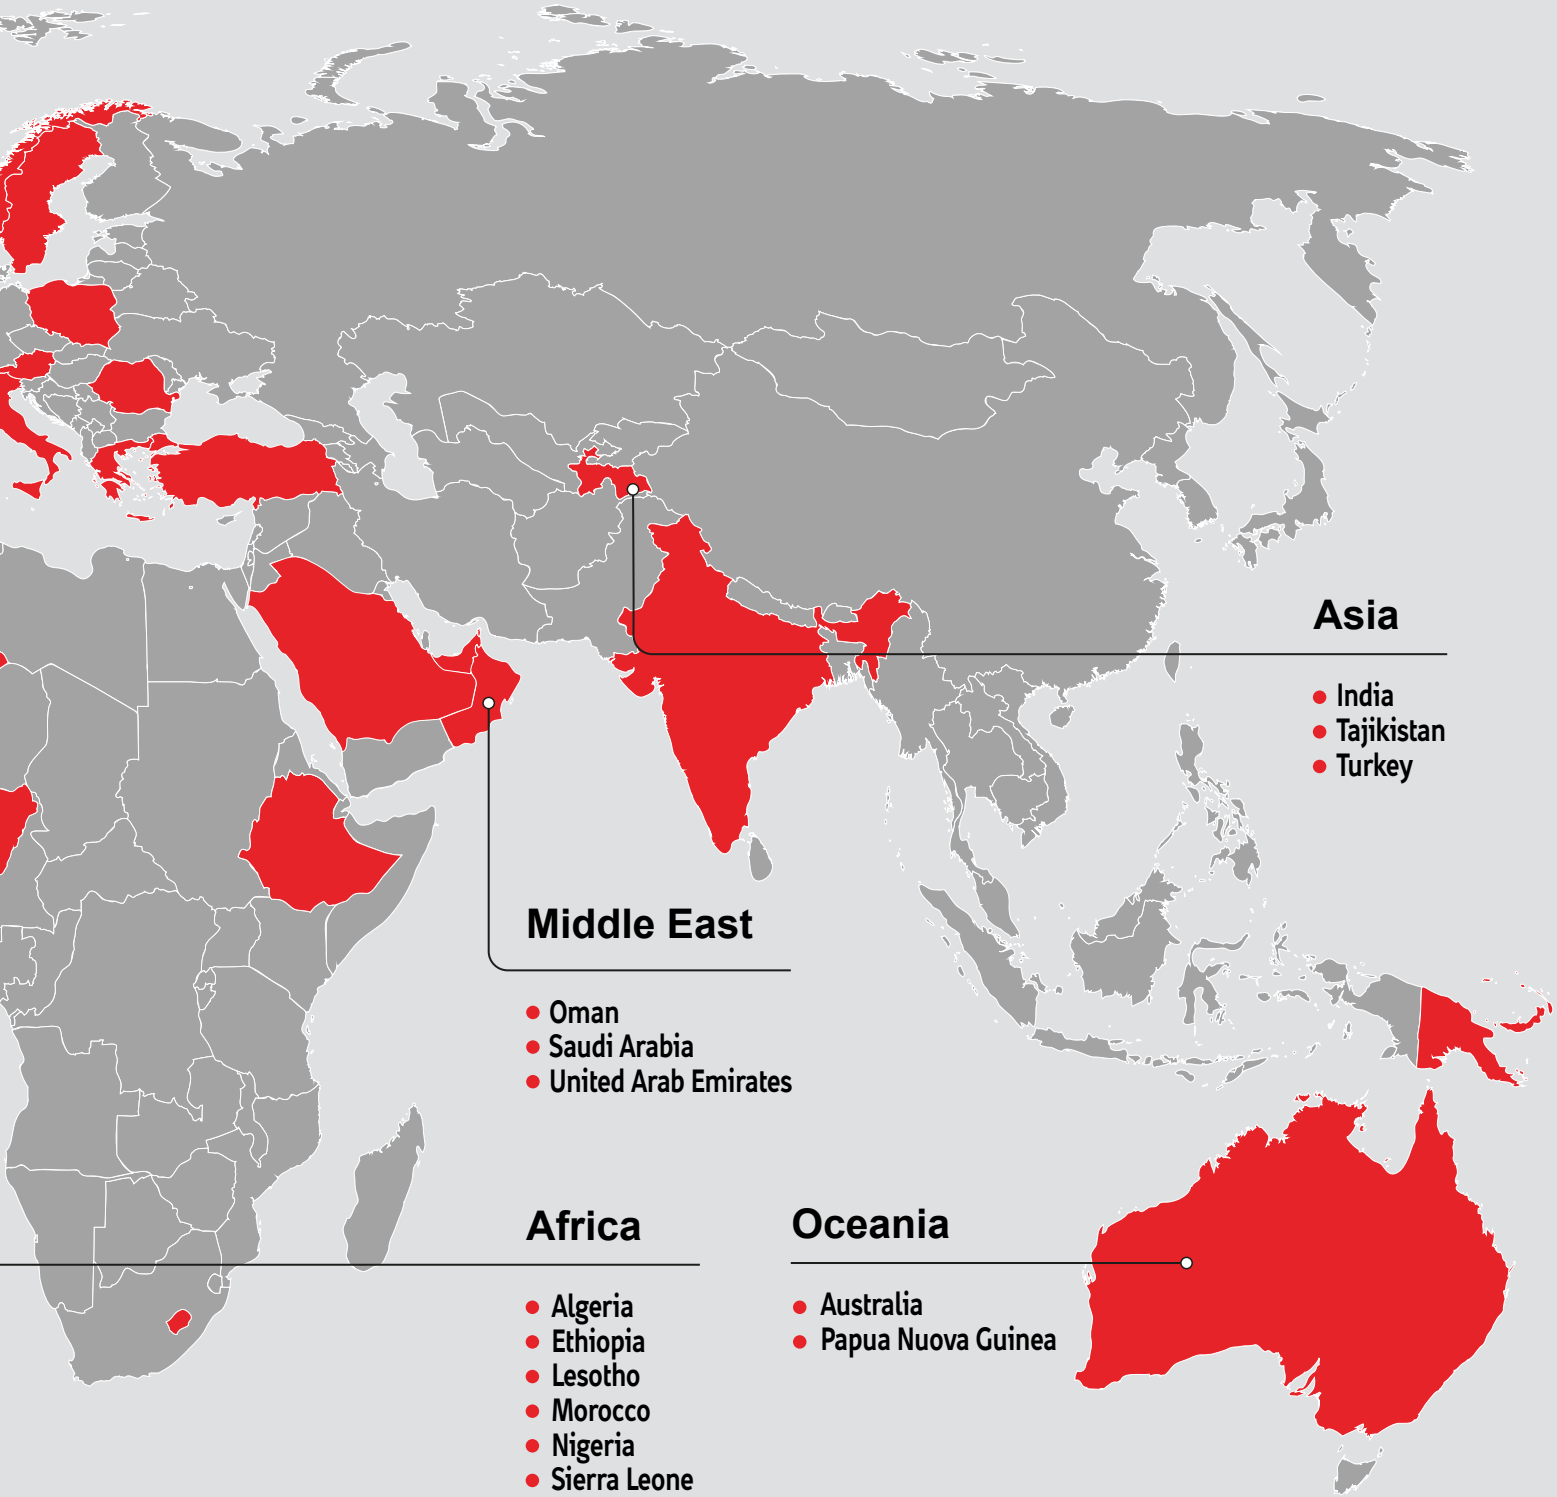 Asia
India
Tajikistan
Turkey
Middle East
Oman
Saudi Arabia
United Arab Emirates
Africa
Algeria
Ethiopia
Lesotho
Morocco
Nigeria
Sierra Leone
Oceania
Australia
Papua Nuova Guinea